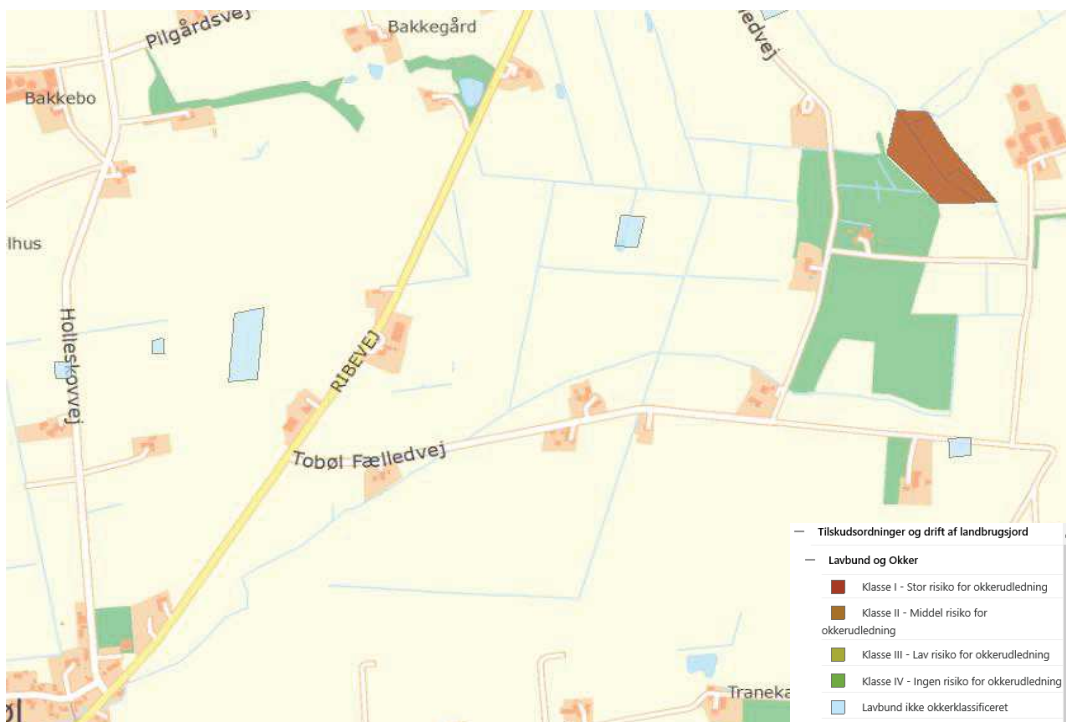 Pilgårdsvej
Bakkegård
edvej
Bakkebo
lhus
Holleskovvej
RIBEVEJ
Tobøl Fælledvej
Traneka
øl
Tilskudsordninger og drift af landbrugsjord
Lavbund og Okker
Klasse I - Stor risiko for okkerudledning
Klasse II - Middel risiko for
okkerudledning
Klasse III - Lav risiko for okkerudledning
Klasse IV - Ingen risiko for okkerudledning
Lavbund ikke okkerklassificeret